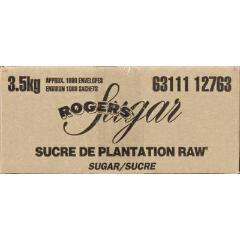 3.5kg APPROX. 1000 ENVELOPES 63111 12763
ENVIRON 1000 SACHETS
ROGERS Sugar
SUCRE DE PLANTATION RAW*
SUGAR/SUCRE